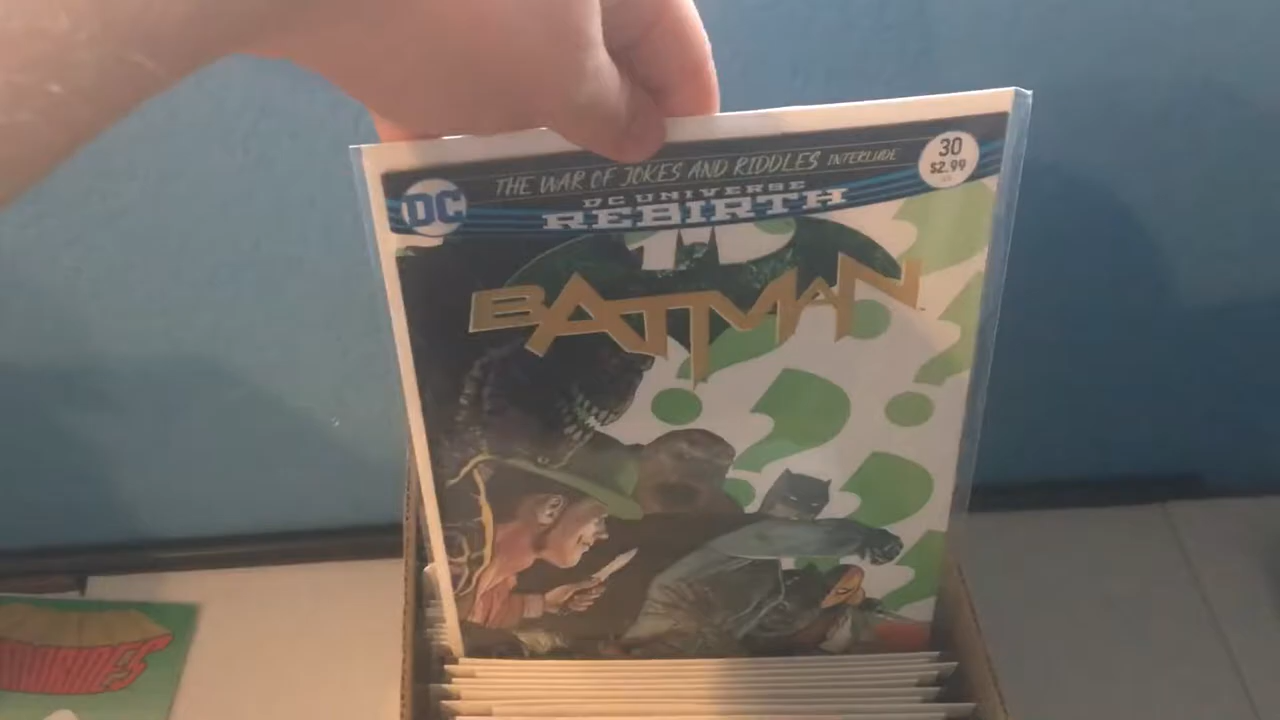 THE WAR OF JOKES AND RIDDLES INTERLUDE
30
$2.99
DC
DC UNIVERSE
REBIRTH
BATMAN